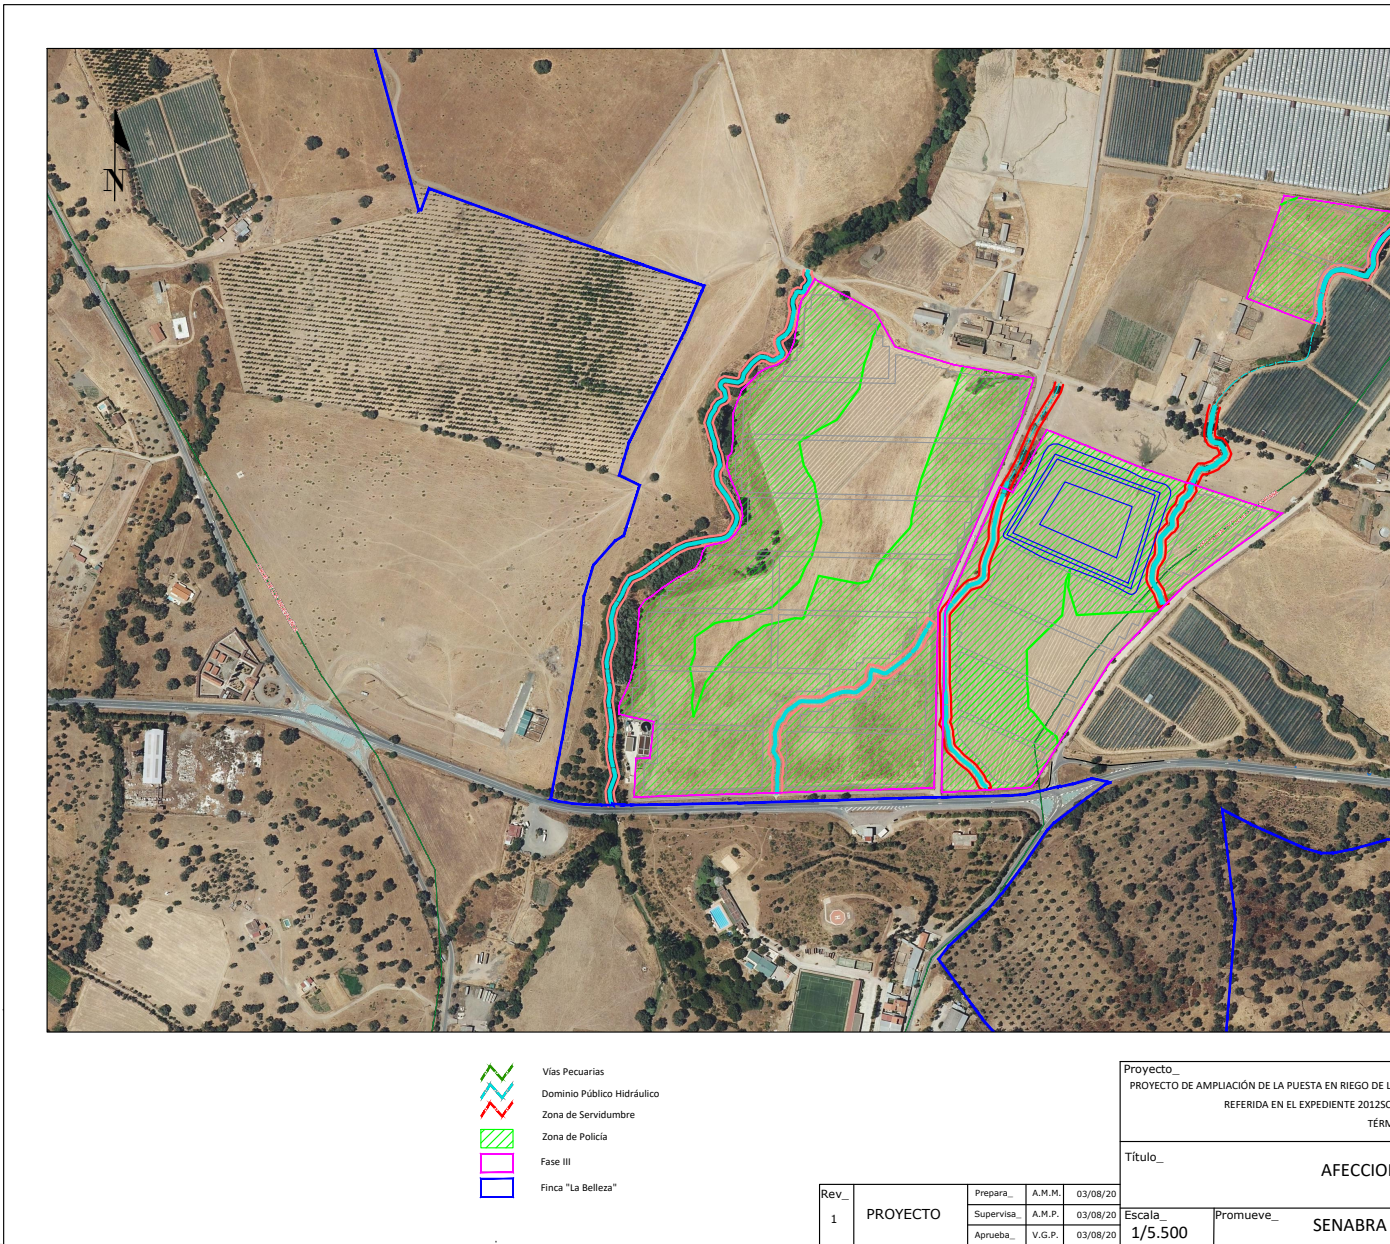 N
Vías Pecuarias
Dominio Público Hidráulico
Zona de Servidumbre
Zona de Policía
Fase III
Finca "La Belleza"
Rev_
1
PROYECTO
Prepara_ A.M.M. 03/08/20
Supervisa_ A.M.P. 03/08/20
Aprueba_ V.G.P. 03/08/20
Proyecto_
PROYECTO DE AMPLIACIÓN DE LA PUESTA EN RIEGO DE L
REFERIDA EN EL EXPEDIENTE 2012SC
TÉRM
Título_
AFECCION
Escala_
1/5.500
Promueve_
SENABRA